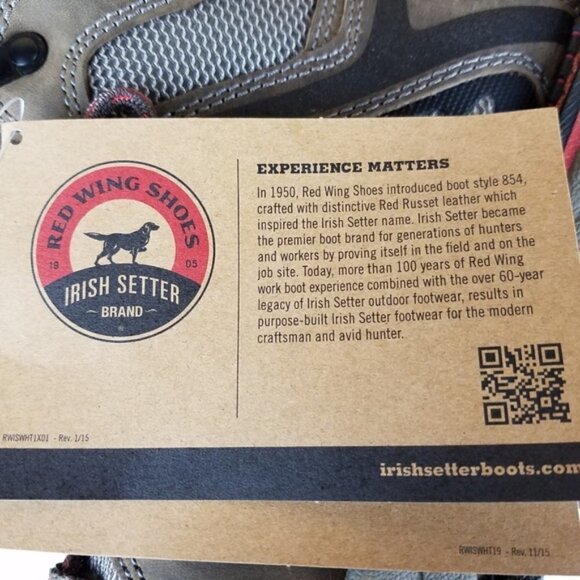 RED WING SHOES
19 05
IRISH SETTER
BRAND
EXPERIENCE MATTERS
In 1950, Red Wing Shoes introduced boot style 854,
crafted with distinctive Red Russet leather which
inspired the Irish Setter name. Irish Setter became
the premier boot brand for generations of hunters
and workers by proving itself in the field and on the
job site. Today, more than 100 years of Red Wing
work boot experience combined with the over 60-year
legacy of Irish Setter outdoor footwear, results in
purpose-built Irish Setter footwear for the modern
craftsman and avid hunter.
RWISWHT1X01 - Rev. 1/15
irishsetterboots.com
RWISWHT19 - Rev. 11/15